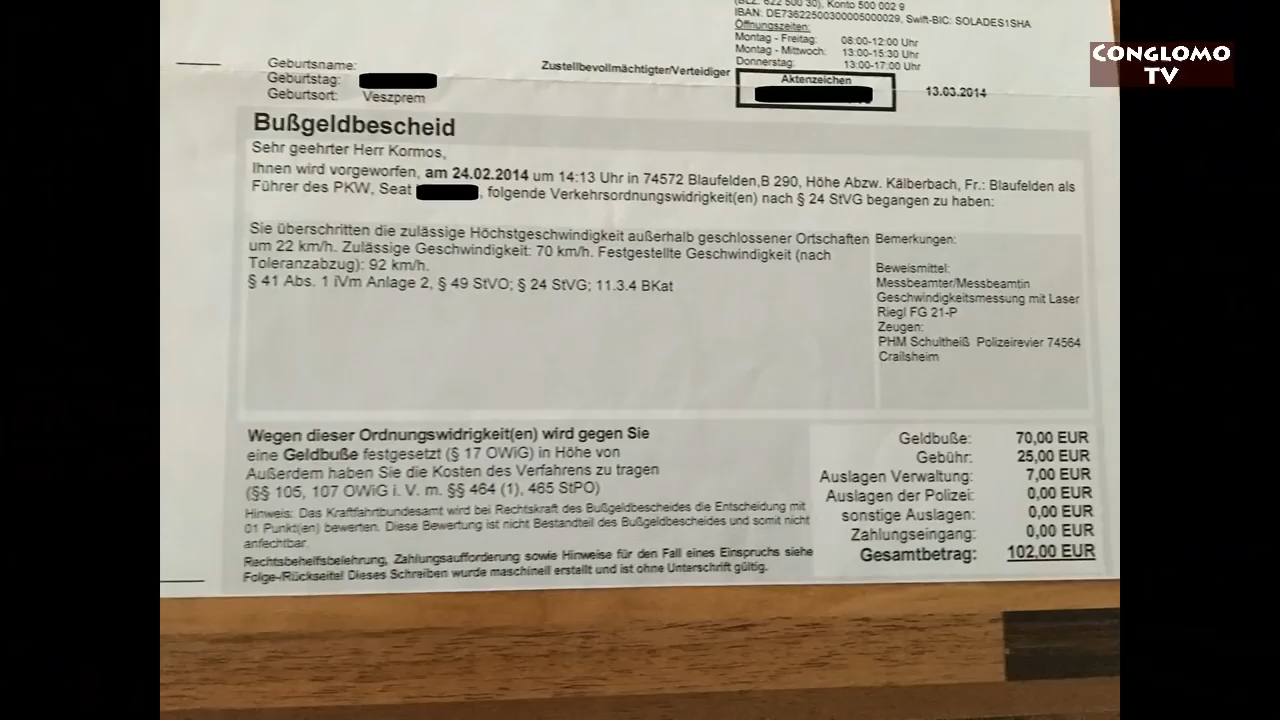 (BLZ: 622 500 30), Konto 500 002 9
IBAN: DE73622500300005000029, Swift-BIC: SOLADES1SHA
Öffnungszeiten:
Montag - Freitag: 08:00-12:00 Uhr
Montag - Mittwoch: 13:00-15:30 Uhr
Donnerstag: 13:00-17:00 Uhr
CONGLOMO
TV
Geburtsname:
Geburtstag:
Geburtsort: Veszprem
Zustellbevollmächtigter/Verteidiger
Aktenzeichen
13.03.2014
Bußgeldbescheid
Sehr geehrter Herr Kormos,
Ihnen wird vorgeworfen, am 24.02.2014 um 14:13 Uhr in 74572 Blaufelden,B 290, Höhe Abzw. Kälberbach, Fr.: Blaufelden als
Führer des PKW, Seat , folgende Verkehrsordnungswidrigkeit(en) nach § 24 StVG begangen zu haben:
Sie überschritten die zulässige Höchstgeschwindigkeit außerhalb geschlossener Ortschaften
um 22 km/h. Zulässige Geschwindigkeit: 70 km/h. Festgestellte Geschwindigkeit (nach
Toleranzabzug): 92 km/h.
§ 41 Abs. 1 iVm Anlage 2, § 49 StVO; § 24 StVG; 11.3.4 BKat
Bemerkungen:
Beweismittel:
Messbeamter/Messbeamtin
Geschwindigkeitsmessung mit Laser
Riegl FG 21-P
Zeugen:
PHM Schultheiß Polizeirevier 74564
Crailsheim
Wegen dieser Ordnungswidrigkeit(en) wird gegen Sie
eine Geldbuße festgesetzt (§ 17 OWiG) in Höhe von
Außerdem haben Sie die Kosten des Verfahrens zu tragen
(§§ 105, 107 OWiG i. V. m. §§ 464 (1), 465 StPO)
Hinweis: Das Kraftfahrtbundesamt wird bei Rechtskraft des Bußgeldbescheides die Entscheidung mit
01 Punkt(en) bewerten. Diese Bewertung ist nicht Bestandteil des Bußgeldbescheides und somit nicht
anfechtbar.
Rechtsbehelfsbelehrung, Zahlungsaufforderung sowie Hinweise für den Fall eines Einspruchs siehe
Folge-/Rückseite! Dieses Schreiben wurde maschinell erstellt und ist ohne Unterschrift gültig.
Geldbuße: 70,00 EUR
Gebühr: 25,00 EUR
Auslagen Verwaltung: 7,00 EUR
Auslagen der Polizei: 0,00 EUR
sonstige Auslagen: 0,00 EUR
Zahlungseingang: 0,00 EUR
Gesamtbetrag: 102,00 EUR